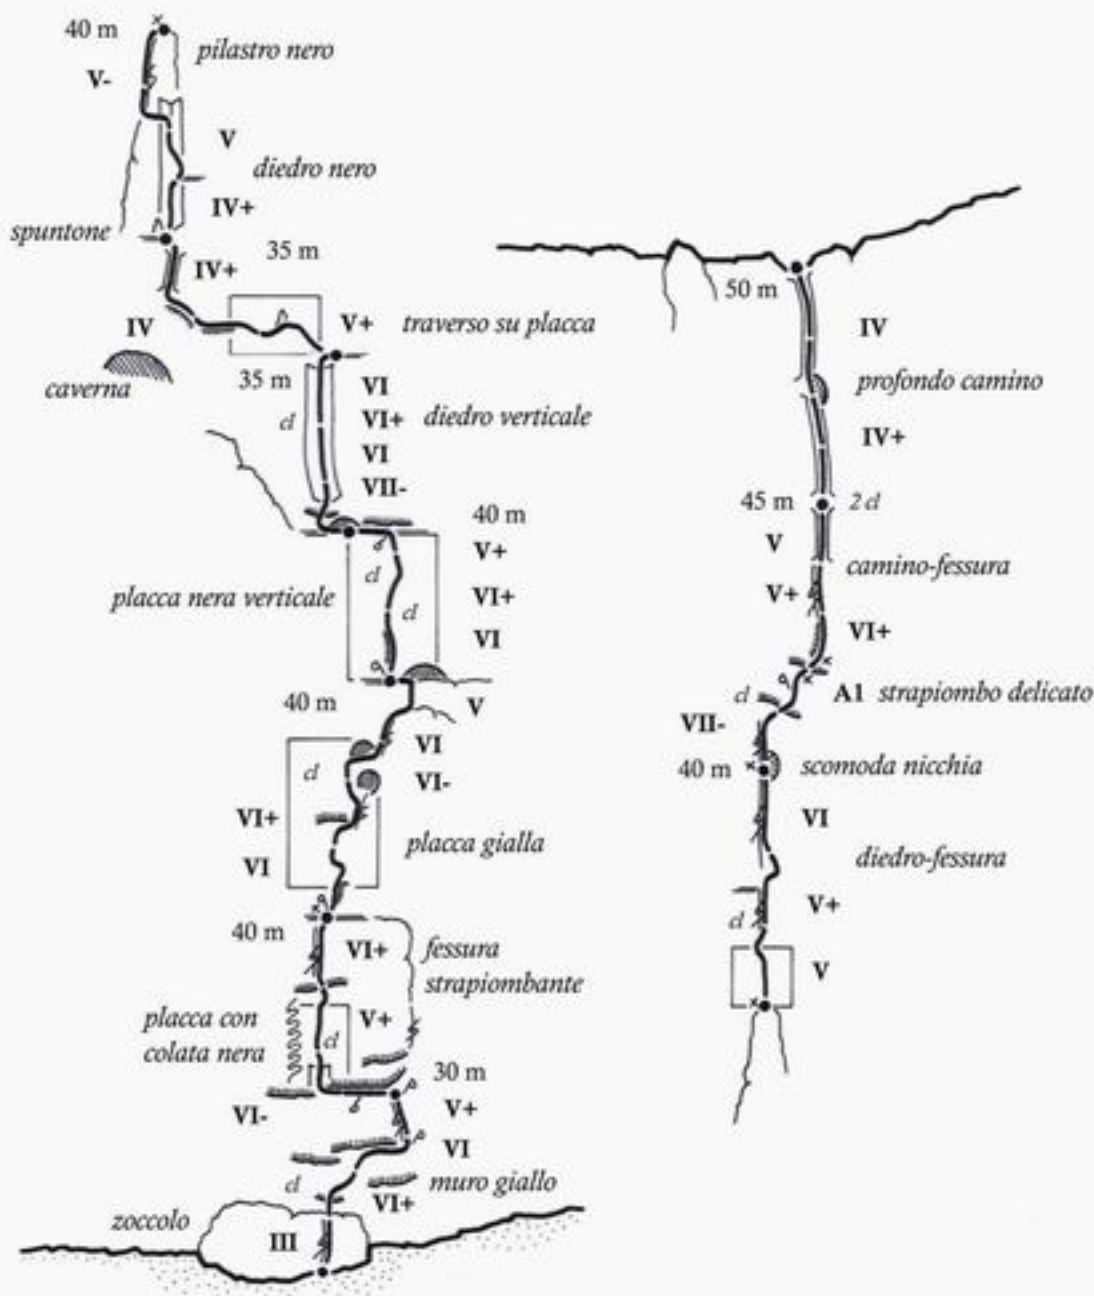 40 m
pilastro nero
V-
V
diedro nero
IV+
spuntone
35 m
IV+
IV
V+
traverso su placca
caverna
35 m
VI
cl
VI+
diedro verticale
VI
VII-
40 m
V+
cl
placca nera verticale
VI+
cl
VI
40 m
V
VI
cl
VI-
VI+
placca gialla
VI
40 m
VI+
fessura
strapiombante
placca con
colata nera
V+
cl
30 m
VI-
V+
VI
cl
muro giallo
VI+
zoccolo
III
50 m
IV
profondo camino
IV+
45 m
2 cl
V
camino-fessura
V+
VI+
cl
A1
strapiombo delicato
VII-
40 m
scomoda nicchia
VI
diedro-fessura
V+
cl
V